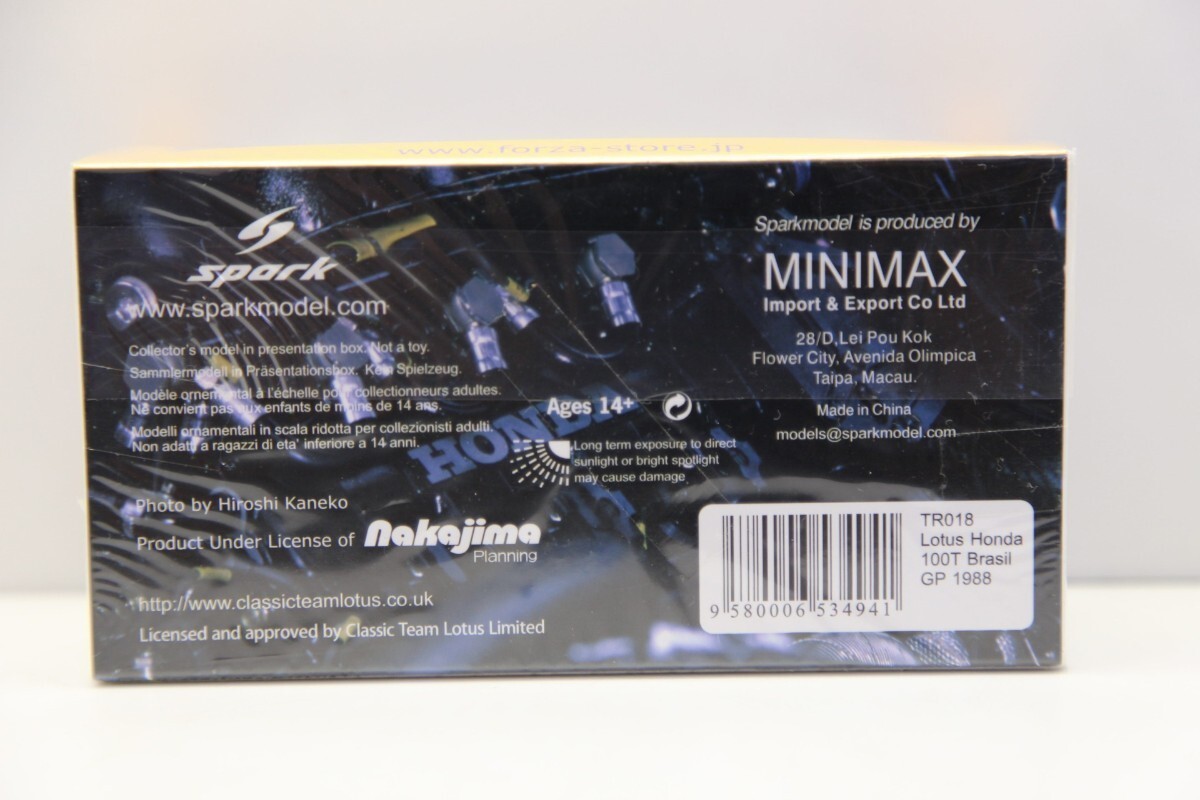 www.forza-store.jp
spark
www.sparkmodel.com
Collector's model in presentation box. Not a toy.
Sammlermodell in Präsentationsbox. Kein Spielzeug.
Modèle ornemental à l'échelle pour collectionneurs adultes.
Ne convient pas aux enfants de moins de 14 ans.
Modelli ornamentali in scala ridotta per collezionisti adulti.
Non adatti a ragazzi di eta' inferiore a 14 anni.
Photo by Hiroshi Kaneko
Product Under License of Nakajima
Planning
http://www.classicteamlotus.co.uk
Licensed and approved by Classic Team Lotus Limited
HONDA
Ages 14+
Long term exposure to direct
sunlight or bright spotlight
may cause damage
Sparkmodel is produced by
MINIMAX
Import & Export Co Ltd
28/D,Lei Pou Kok
Flower City, Avenida Olimpica
Taipa, Macau.
Made in China
models@sparkmodel.com
TR018
Lotus Honda
100T Brasil
GP 1988
9 580006 534941